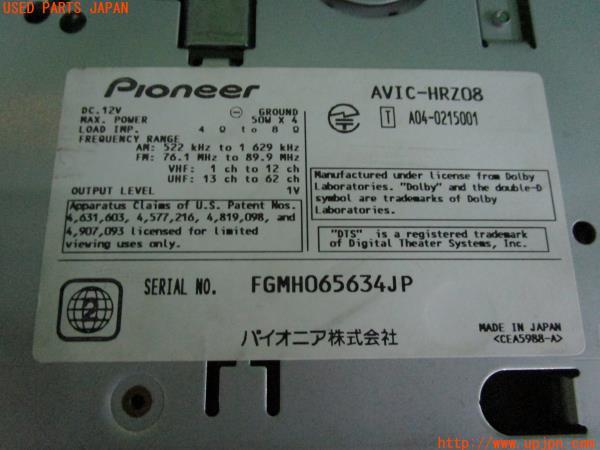 USED PARTS JAPAN
Pioneer
DC.12V ⊖ GROUND
MAX. POWER 50W X 4
LOAD IMP. 4 Ω to 8 Ω
FREQUENCY RANGE
AM: 522 kHz to 1 629 kHz
FM: 76.1 MHz to 89.9 MHz
VHF: 1 ch to 12 ch
UHF: 13 ch to 62 ch
OUTPUT LEVEL 1V
Apparatus Claims of U.S. Patent Nos.
4,631,603, 4,577,216, 4,819,098, and
4,907,093 licensed for limited
viewing uses only.
AVIC-HRZ08
T A04-0215001
Manufactured under license from Dolby
Laboratories. "Dolby" and the double-D
symbol are trademarks of Dolby
Laboratories.
"DTS" is a registered trademark
of Digital Theater Systems, Inc.
2
SERIAL NO. FGMH065634JP
パイオニア株式会社
MADE IN JAPAN
<CEA5988-A>
http://www.upjpn.com